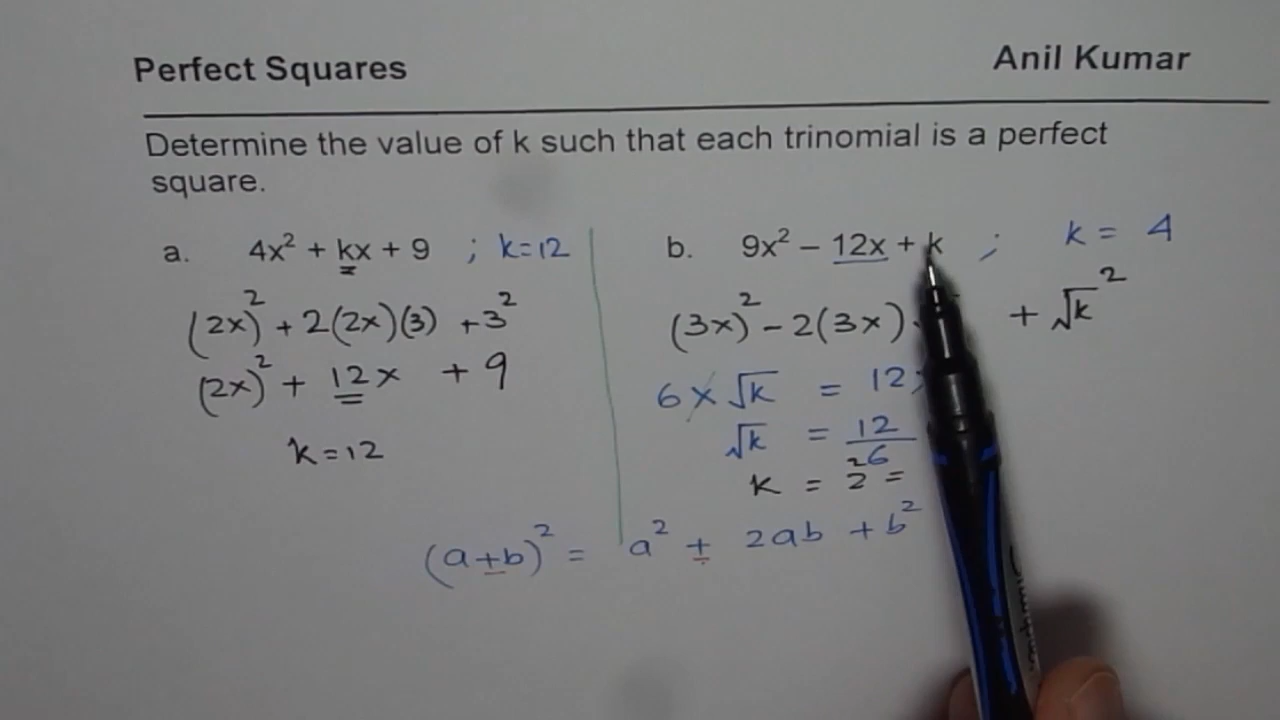 Perfect Squares Anil Kumar
Determine the value of k such that each trinomial is a perfect
square.
a. 4x² + kx + 9 ; k=12
(2x)² + 2(2x)(3) + 3²
(2x)² + 12x + 9
k=12
b. 9x² − 12x + k ; k = 4
(3x)² − 2(3x) + √k²
6x√k = 12
√k = 12/6
k = 2² =
(a+b)² = a² + 2ab + b²